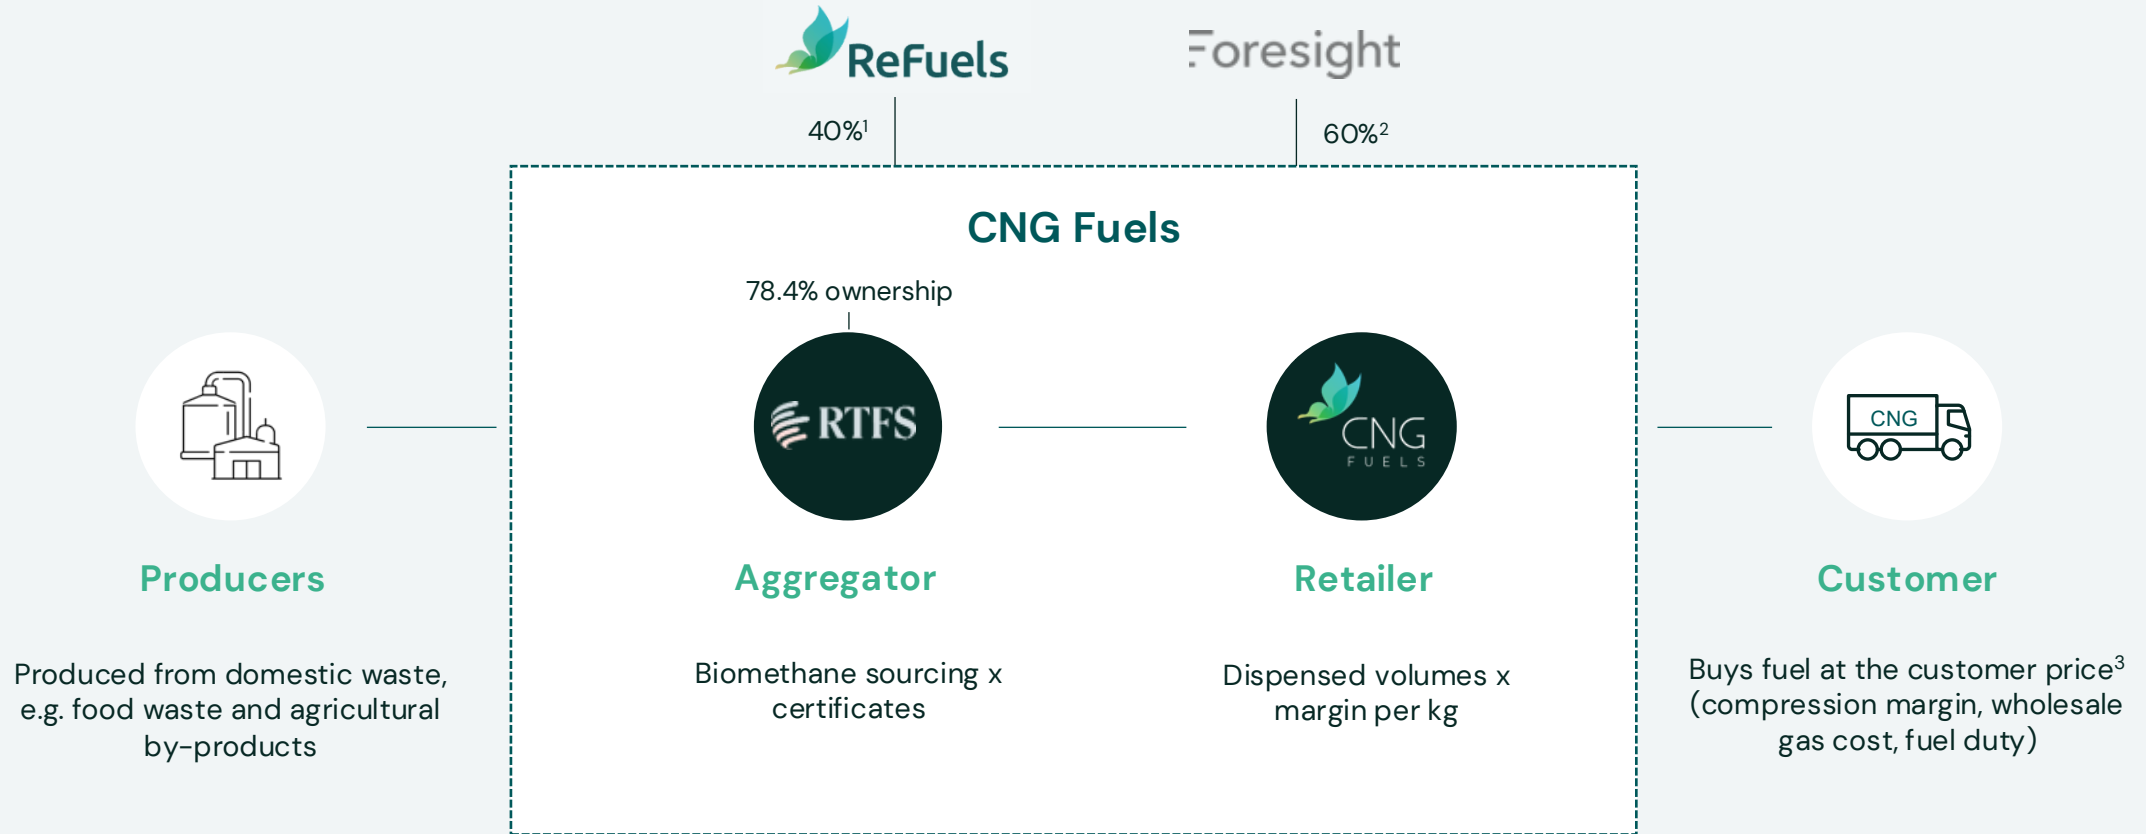 ReFuels
Foresight
40%¹
60%²
CNG Fuels
78.4% ownership
RTFS
CNG
FUELS
CNG
Producers
Aggregator
Retailer
Customer
Produced from domestic waste,
e.g. food waste and agricultural
by-products
Biomethane sourcing x
certificates
Dispensed volumes x
margin per kg
Buys fuel at the customer price³
(compression margin, wholesale
gas cost, fuel duty)